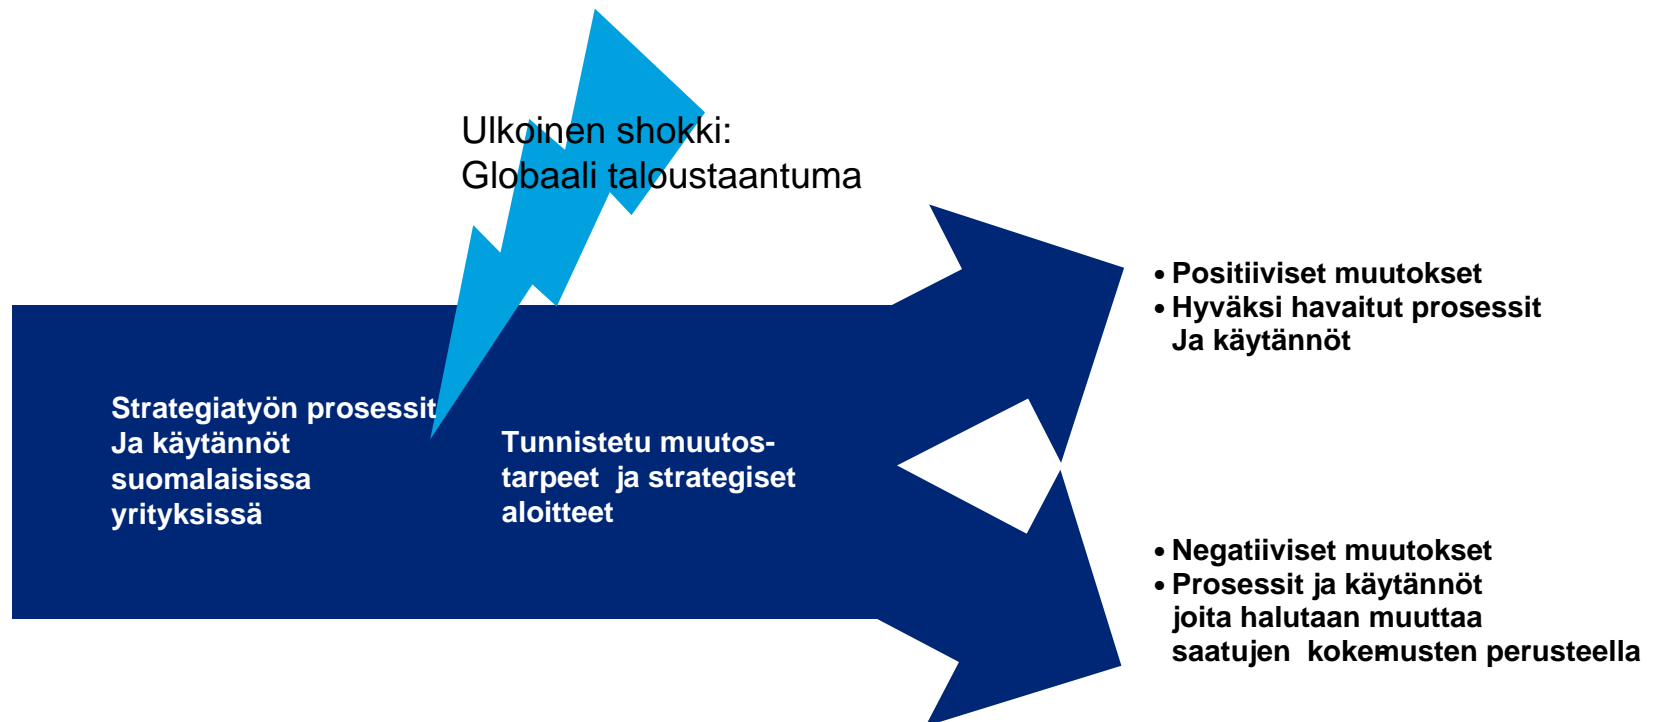 Ulkoinen shokki:
Globaali taloustaantuma
Strategiatyön prosessit
Ja käytännöt
suomalaisissa
yrityksissä
Tunnistetu muutos-
tarpeet ja strategiset
aloitteet
• Positiiviset muutokset
• Hyväksi havaitut prosessit
Ja käytännöt
• Negatiiviset muutokset
• Prosessit ja käytännöt
joita halutaan muuttaa
saatujen kokemusten perusteella